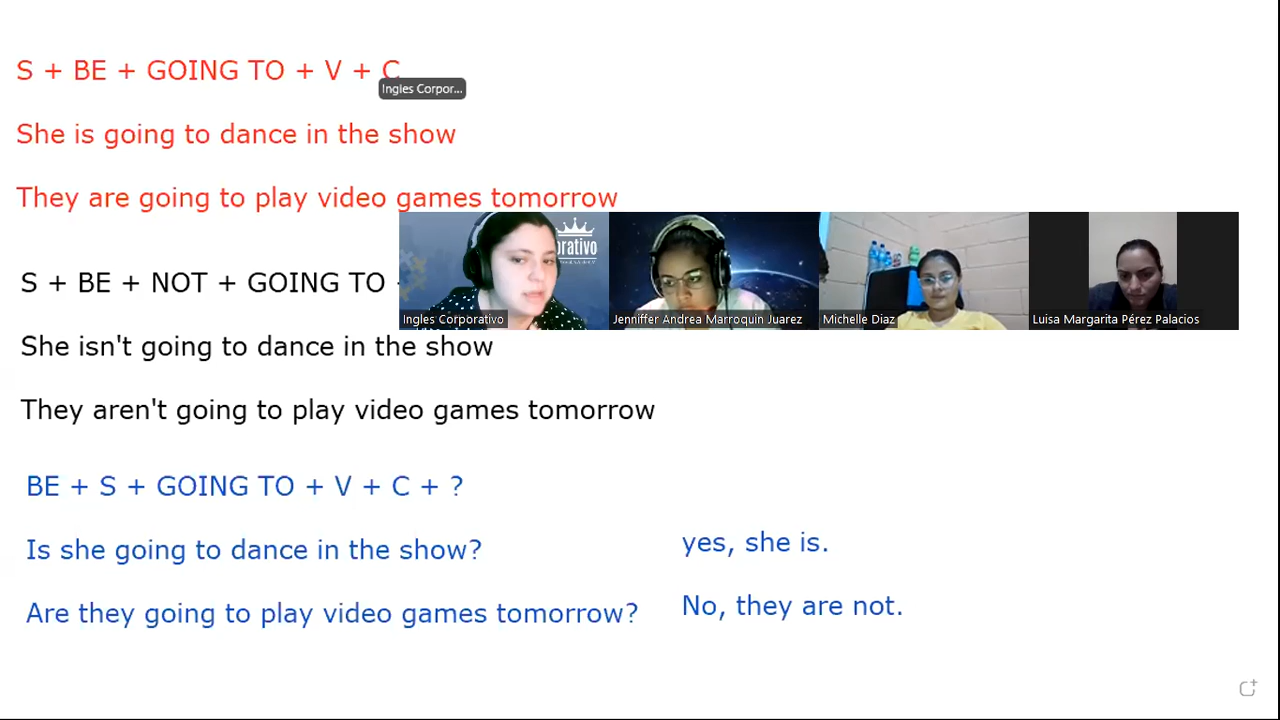 S + BE + GOING TO + V + C
Ingles Corpor...
She is going to dance in the show
They are going to play video games tomorrow
S + BE + NOT + GOING TO
orativo
Ingles Corporativo
Jenniffer Andrea Marroquin Juarez
Michelle Diaz
Luisa Margarita Pérez Palacios
She isn't going to dance in the show
They aren't going to play video games tomorrow
BE + S + GOING TO + V + C + ?
Is she going to dance in the show?
yes, she is.
Are they going to play video games tomorrow?
No, they are not.